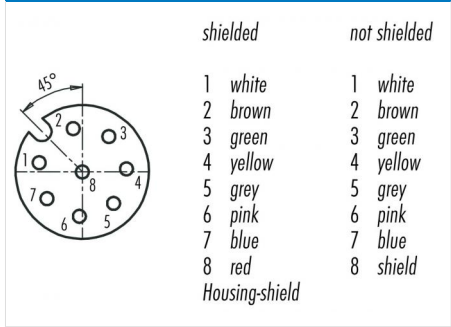 shielded not shielded
45°
1 white 1 white
2 brown 2 brown
3 green 3 green
4 yellow 4 yellow
5 grey 5 grey
6 pink 6 pink
7 blue 7 blue
8 red 8 shield
Housing-shield
2
3
1
4
8
7
6
5